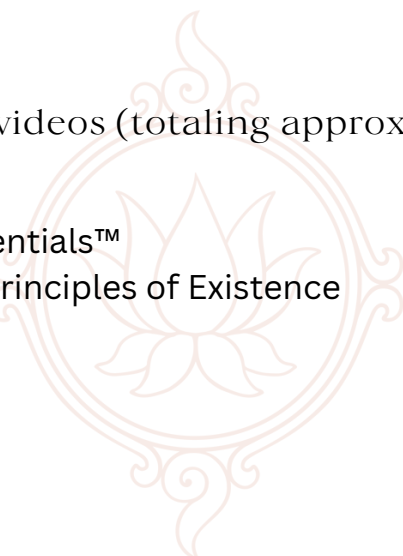 videos (totaling approx
entials™
rinciples of Existence